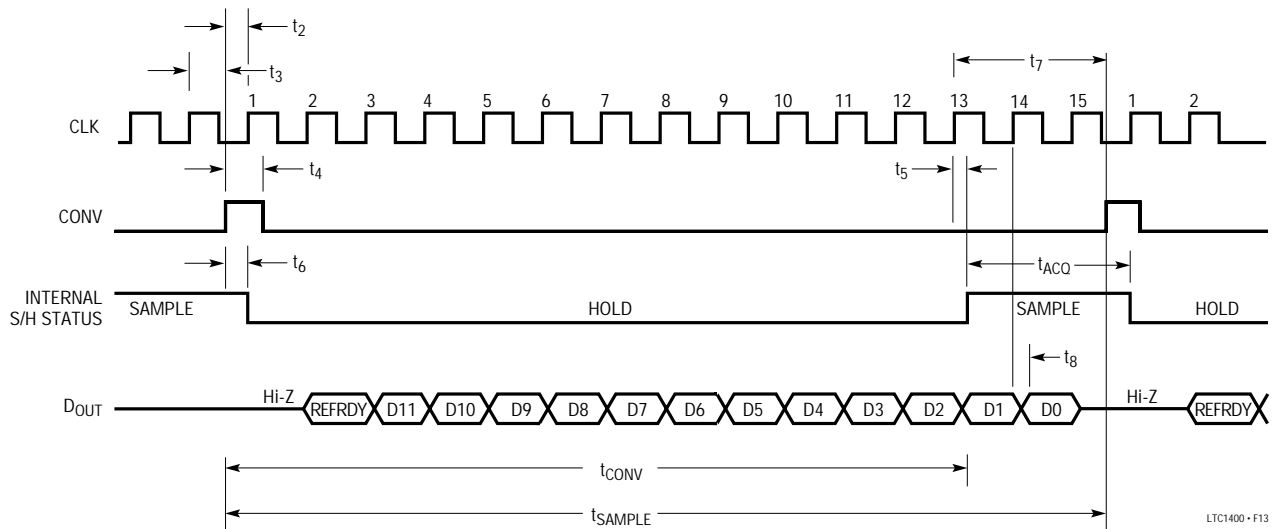 t2
t3
t7
1 2 3 4 5 6 7 8 9 10 11 12 13 14 15 1 2
CLK
t4
t5
CONV
t6
tACQ
INTERNAL
S/H STATUS
SAMPLE HOLD SAMPLE HOLD
t8
DOUT
Hi-Z REFRDY D11 D10 D9 D8 D7 D6 D5 D4 D3 D2 D1 D0 Hi-Z REFRDY
tCONV
tSAMPLE
LTC1400 • F13